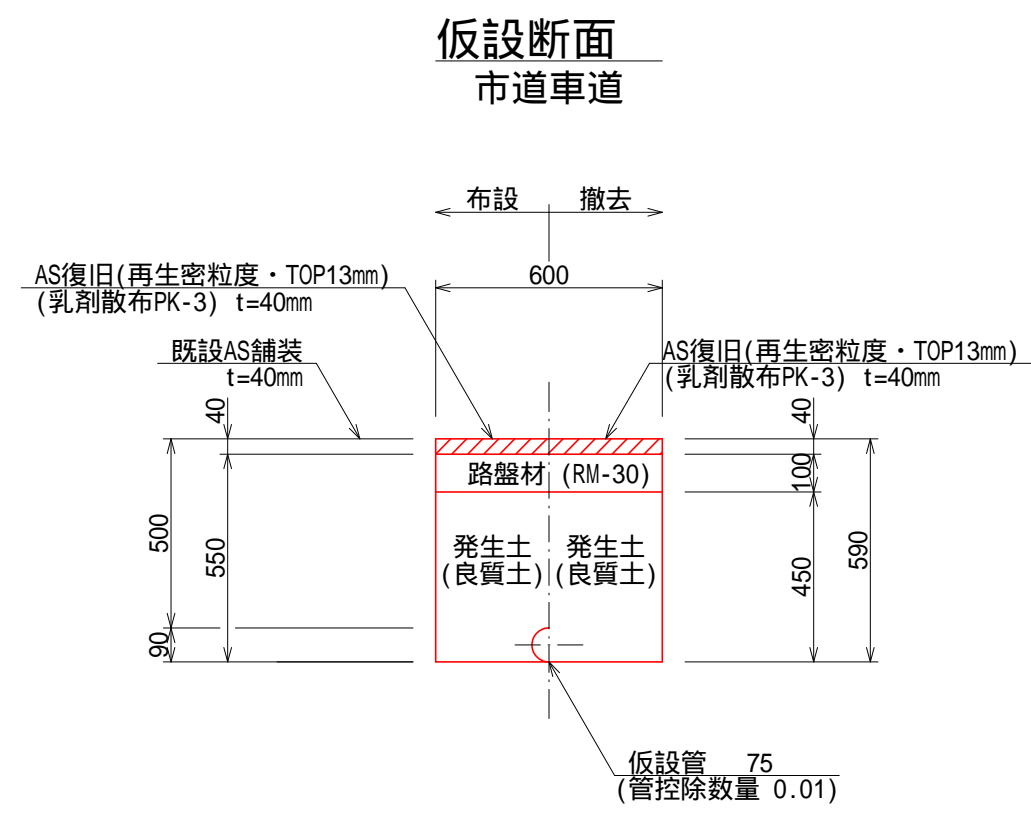 仮設断面
市道車道
布設 撤去
600
AS復旧(再生密粒度・TOP13mm)
(乳剤散布PK-3) t=40mm
既設AS舗装
t=40mm
AS復旧(再生密粒度・TOP13mm)
(乳剤散布PK-3) t=40mm
40
500
550
90
路盤材 (RM-30)
発生土 発生土
(良質土) (良質土)
40
100
450
590
仮設管 75
(管控除数量 0.01)